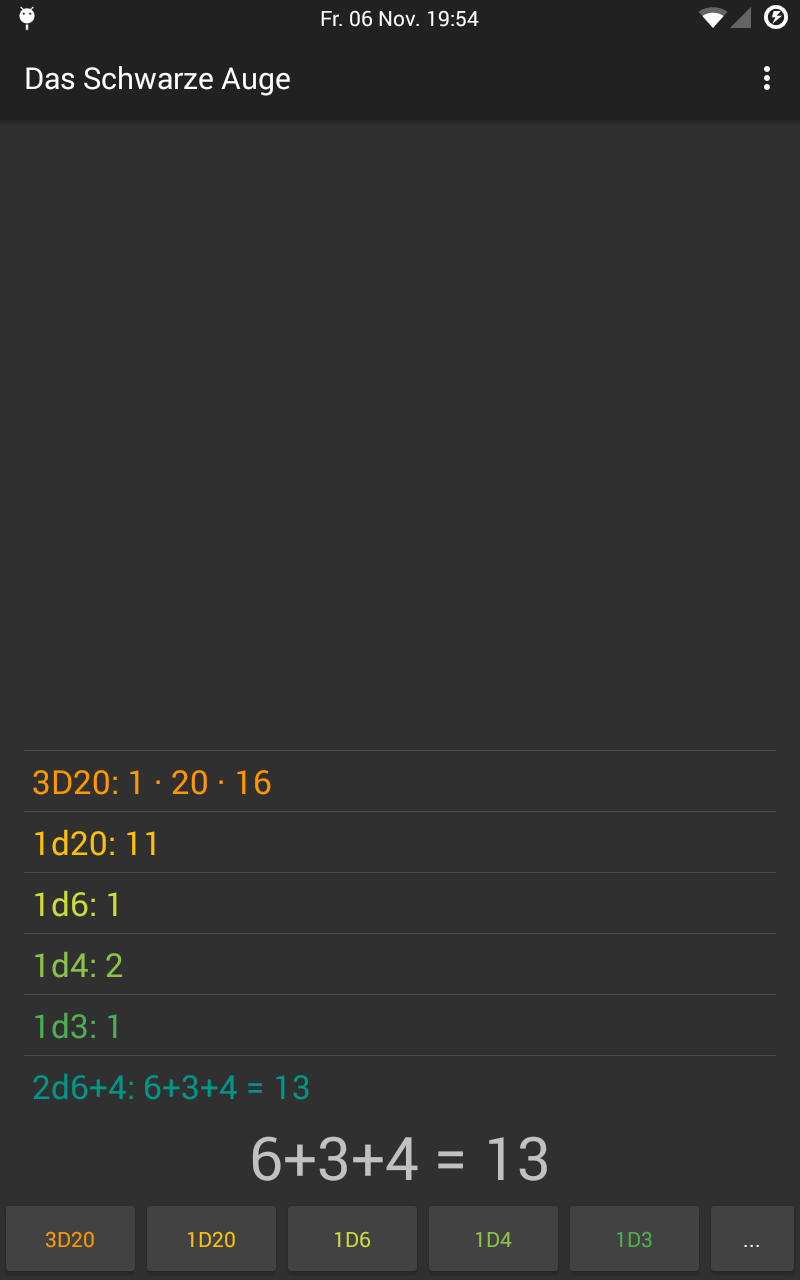 Fr. 06 Nov. 19:54
Das Schwarze Auge
3D20: 1 · 20 · 16
1d20: 11
1d6: 1
1d4: 2
1d3: 1
2d6+4: 6+3+4 = 13
6+3+4 = 13
3D20 1D20 1D6 1D4 1D3 ...